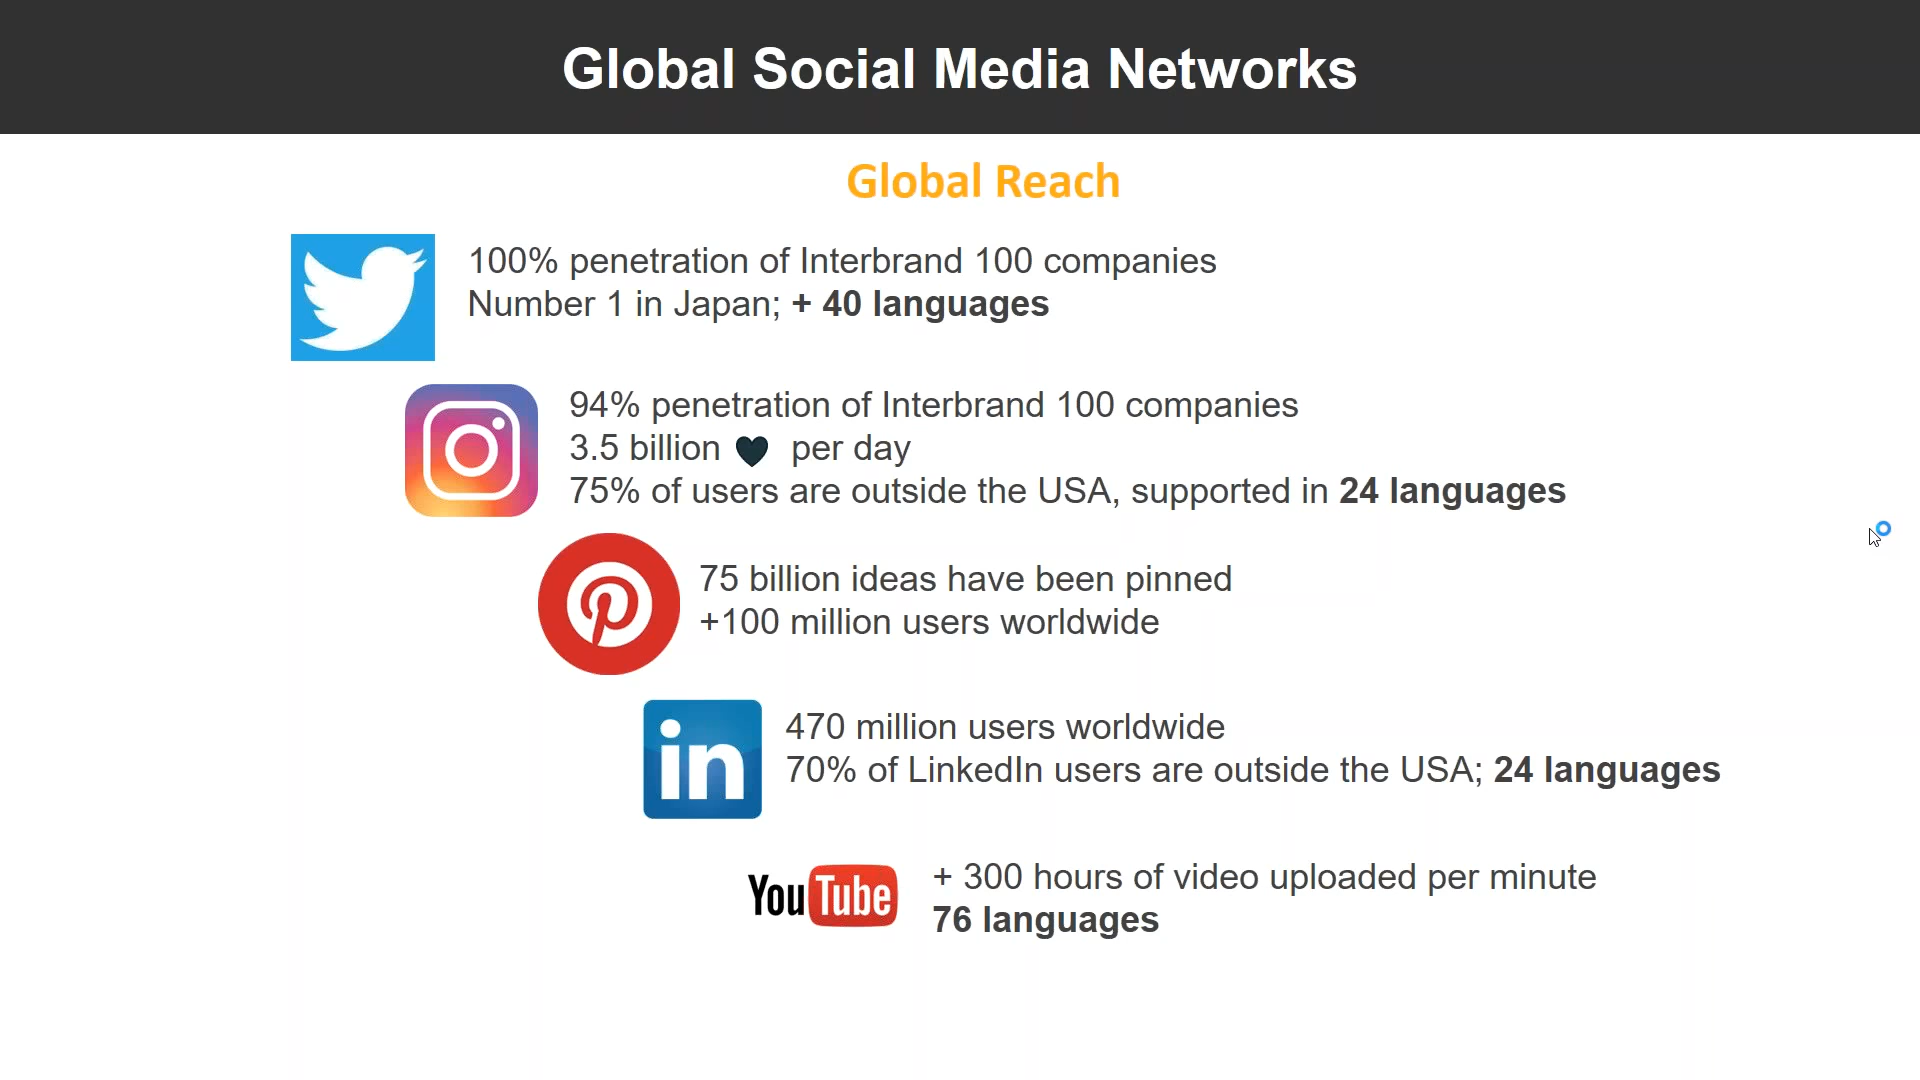 Global Social Media Networks
Global Reach
100% penetration of Interbrand 100 companies
Number 1 in Japan; + 40 languages
94% penetration of Interbrand 100 companies
3.5 billion 🖤 per day
75% of users are outside the USA, supported in 24 languages
75 billion ideas have been pinned
+100 million users worldwide
in
470 million users worldwide
70% of LinkedIn users are outside the USA; 24 languages
YouTube
+ 300 hours of video uploaded per minute
76 languages